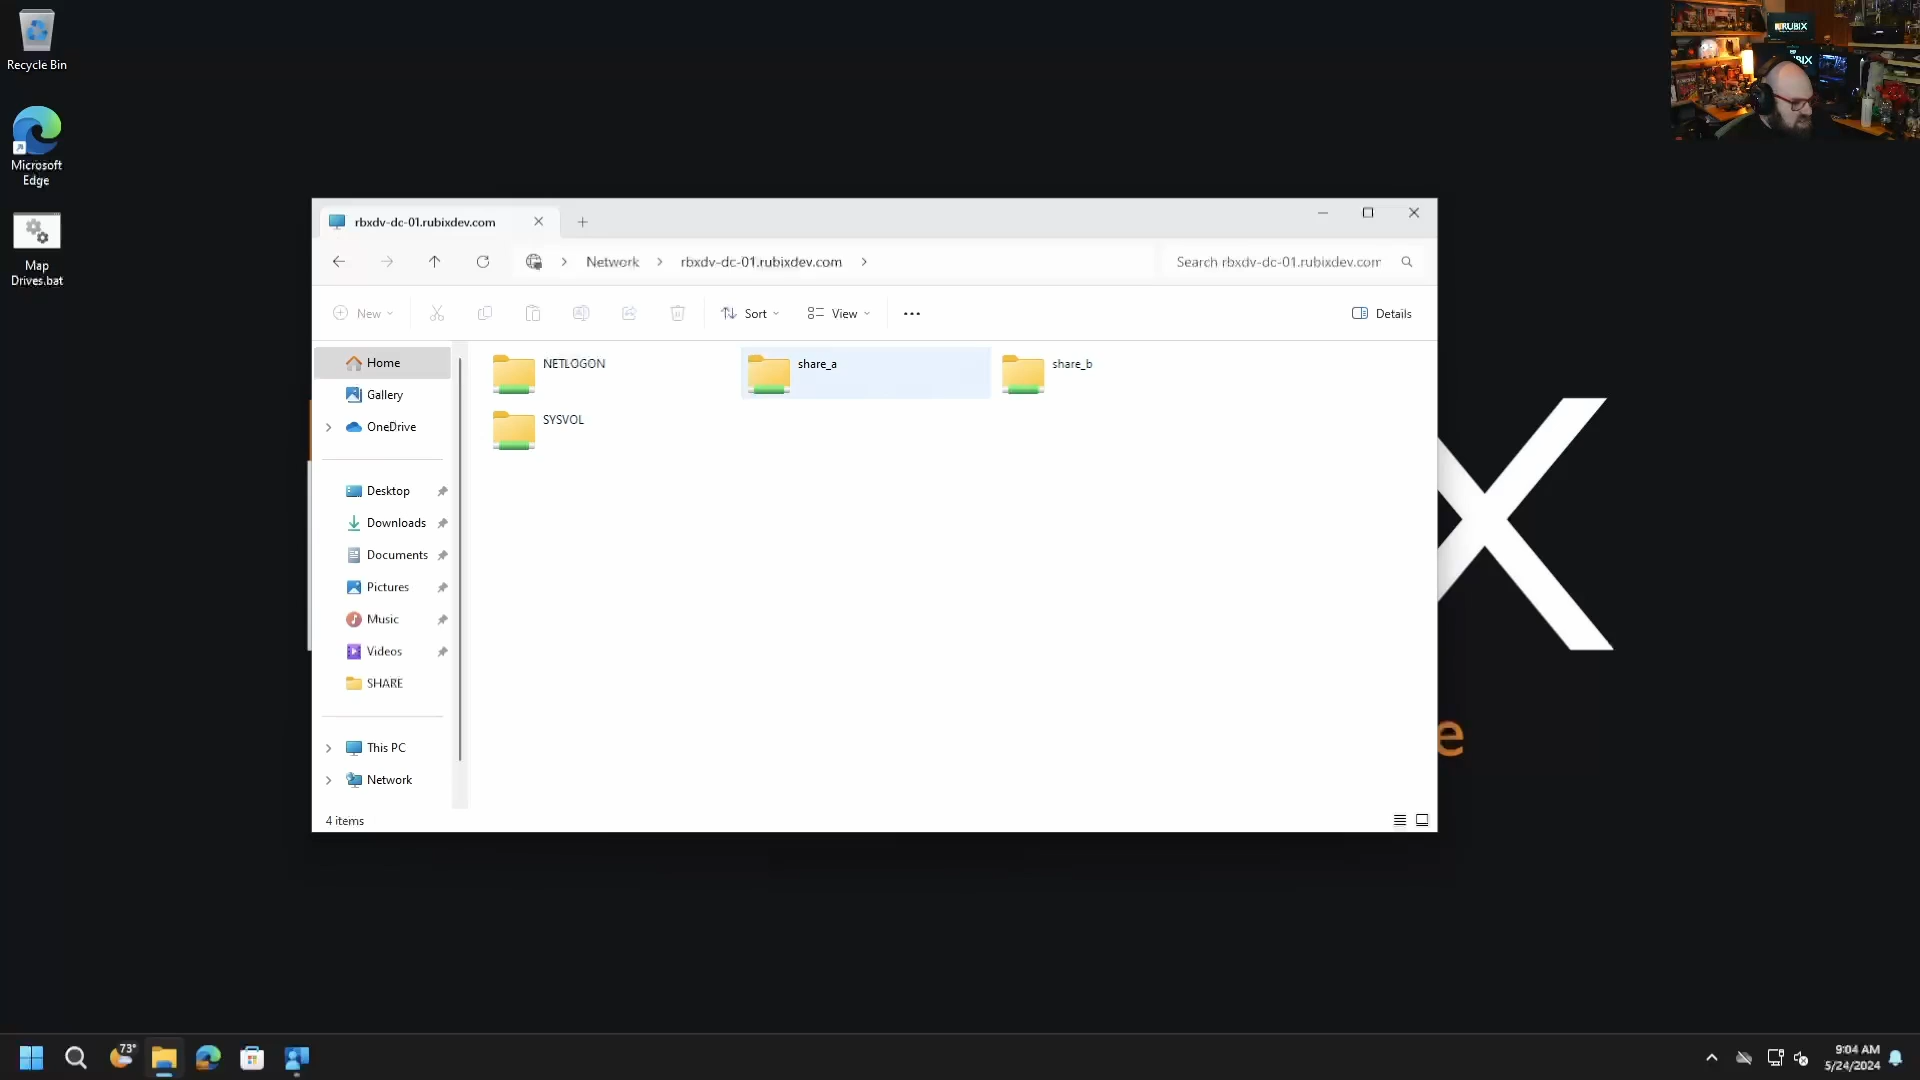 Recycle Bin
RUBIX
BIX
Microsoft
Edge
Map
Drives.bat
rbxdv-dc-01.rubixdev.com
Network
rbxdv-dc-01.rubixdev.com
Search rbxdv-dc-01.rubixdev.com
New
Sort
View
Details
Home
Gallery
OneDrive
Desktop
Downloads
Documents
Pictures
Music
Videos
SHARE
This PC
Network
NETLOGON
share_a
share_b
SYSVOL
4 items
X
e
73°
9:04 AM
5/24/2024